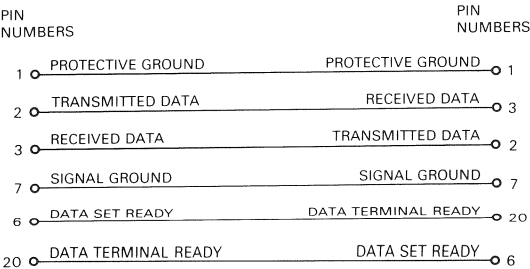 PIN NUMBERS PIN NUMBERS
1 PROTECTIVE GROUND PROTECTIVE GROUND 1
2 TRANSMITTED DATA RECEIVED DATA 3
3 RECEIVED DATA TRANSMITTED DATA 2
7 SIGNAL GROUND SIGNAL GROUND 7
6 DATA SET READY DATA TERMINAL READY 20
20 DATA TERMINAL READY DATA SET READY 6